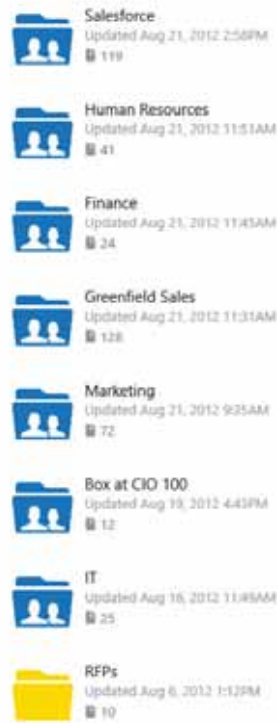 Salesforce
Updated Aug 21, 2012 2:58PM
119
Human Resources
Updated Aug 21, 2012 11:51AM
41
Finance
Updated Aug 21, 2012 11:45AM
24
Greenfield Sales
Updated Aug 21, 2012 11:31AM
128
Marketing
Updated Aug 21, 2012 9:35AM
72
Box at CIO 100
Updated Aug 19, 2012 4:43PM
12
IT
Updated Aug 16, 2012 11:49AM
25
RFPs
Updated Aug 6, 2012 1:12PM
10